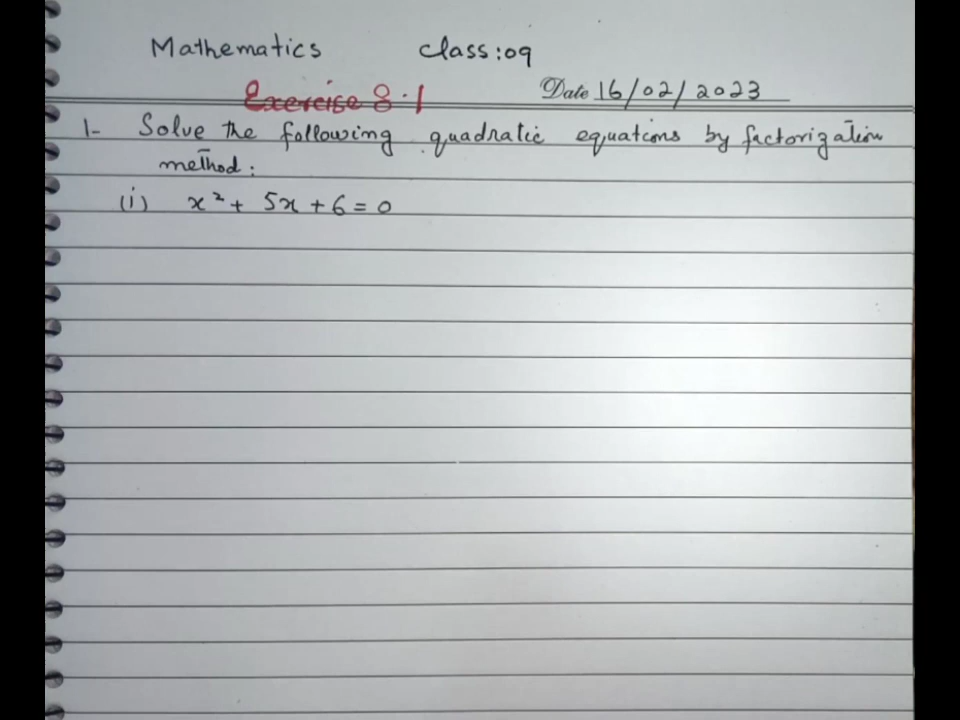 Mathematics Class:09
Exercise 8.1 Date 16/02/2023
1- Solve the following quadratic equations by factorization
method:
(i) x² + 5x + 6 = 0